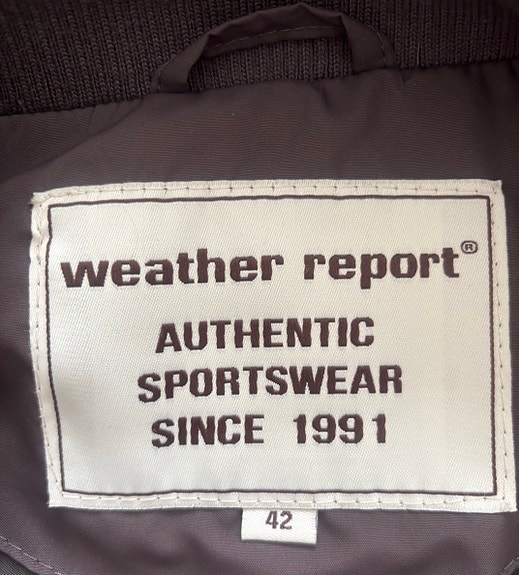 weather report®
AUTHENTIC
SPORTSWEAR
SINCE 1991
42